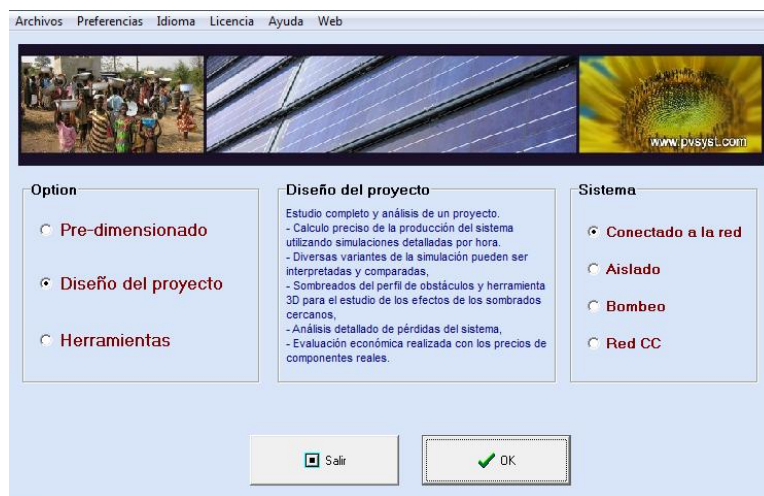 Archivos Preferencias Idioma Licencia Ayuda Web
www.pvsyst.com
Option
Pre-dimensionado
Diseño del proyecto
Herramientas
Diseño del proyecto
Estudio completo y análisis de un proyecto.
- Calculo preciso de la producción del sistema
utilizando simulaciones detalladas por hora.
- Diversas variantes de la simulación pueden ser
interpretadas y comparadas,
- Sombreados del perfil de obstáculos y herramienta
3D para el estudio de los efectos de los sombrados
cercanos,
- Análisis detallado de pérdidas del sistema,
- Evaluación económica realizada con los precios de
componentes reales.
Sistema
Conectado a la red
Aislado
Bombeo
Red CC
Salir
OK